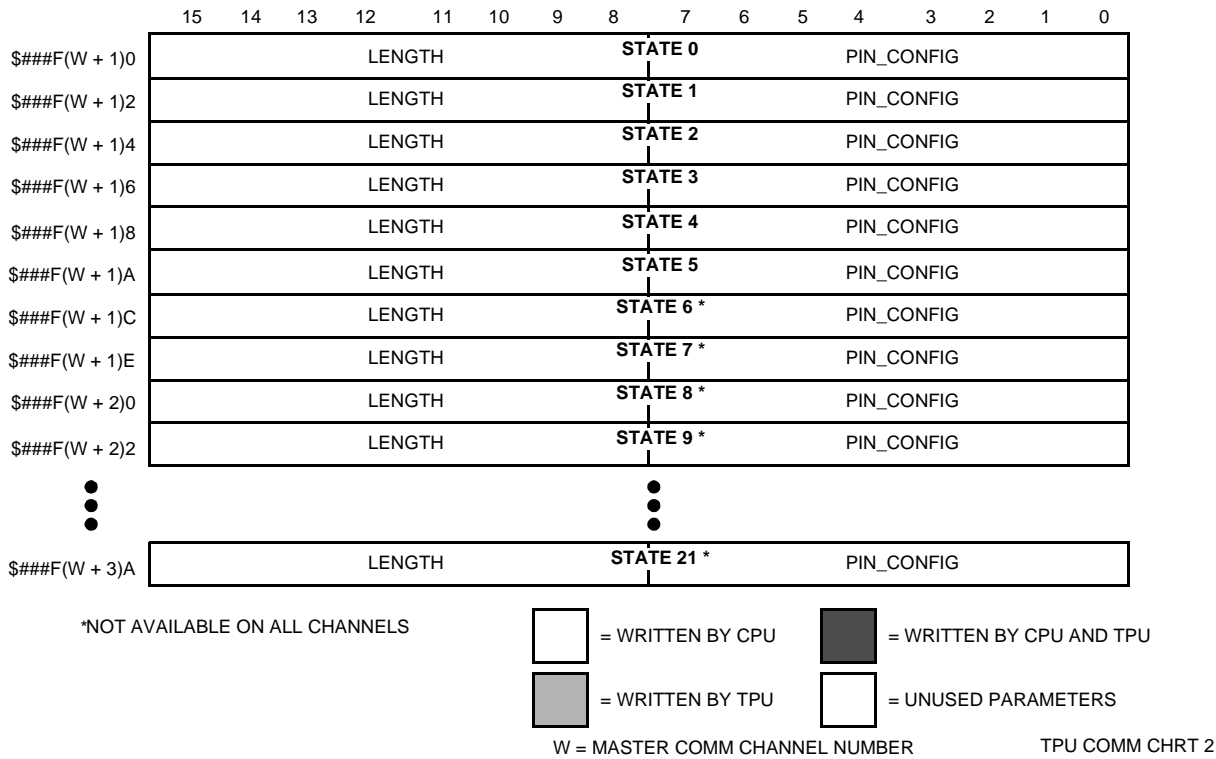 15 14 13 12 11 10 9 8 7 6 5 4 3 2 1 0
$###F(W + 1)0 LENGTH STATE 0 PIN_CONFIG
$###F(W + 1)2 LENGTH STATE 1 PIN_CONFIG
$###F(W + 1)4 LENGTH STATE 2 PIN_CONFIG
$###F(W + 1)6 LENGTH STATE 3 PIN_CONFIG
$###F(W + 1)8 LENGTH STATE 4 PIN_CONFIG
$###F(W + 1)A LENGTH STATE 5 PIN_CONFIG
$###F(W + 1)C LENGTH STATE 6 * PIN_CONFIG
$###F(W + 1)E LENGTH STATE 7 * PIN_CONFIG
$###F(W + 2)0 LENGTH STATE 8 * PIN_CONFIG
$###F(W + 2)2 LENGTH STATE 9 * PIN_CONFIG
$###F(W + 3)A LENGTH STATE 21 * PIN_CONFIG
*NOT AVAILABLE ON ALL CHANNELS
= WRITTEN BY CPU
= WRITTEN BY CPU AND TPU
= WRITTEN BY TPU
= UNUSED PARAMETERS
W = MASTER COMM CHANNEL NUMBER
TPU COMM CHRT 2